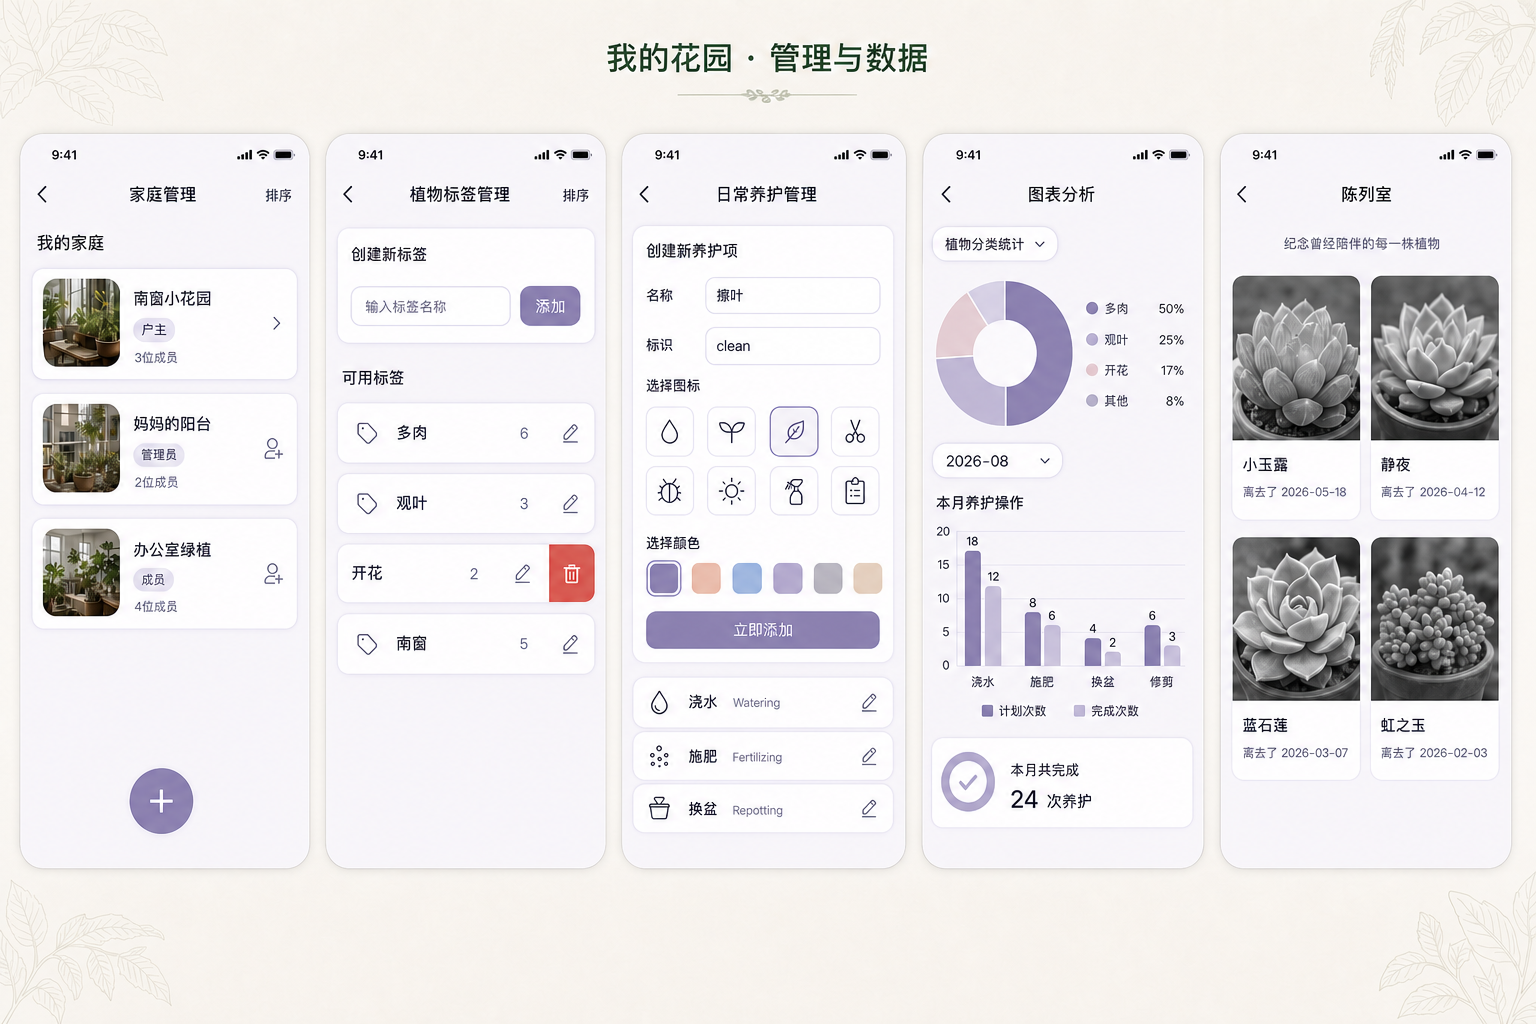 我的花园 · 管理与数据
9:41
家庭管理
排序
我的家庭
南窗小花园
户主
3位成员
妈妈的阳台
管理员
2位成员
办公室绿植
成员
4位成员
9:41
植物标签管理
排序
创建新标签
输入标签名称
添加
可用标签
多肉 6
观叶 3
开花 2
南窗 5
9:41
日常养护管理
创建新养护项
名称 擦叶
标识 clean
选择图标
选择颜色
立即添加
浇水 Watering
施肥 Fertilizing
换盆 Repotting
9:41
图表分析
植物分类统计
多肉 50%
观叶 25%
开花 17%
其他 8%
2026-08
本月养护操作
20
15
10
5
0
18
12
8
6
4
2
6
3
浇水 施肥 换盆 修剪
计划次数 完成次数
本月共完成
24 次养护
9:41
陈列室
纪念曾经陪伴的每一株植物
小玉露
离去了 2026-05-18
静夜
离去了 2026-04-12
蓝石莲
离去了 2026-03-07
虹之玉
离去了 2026-02-03